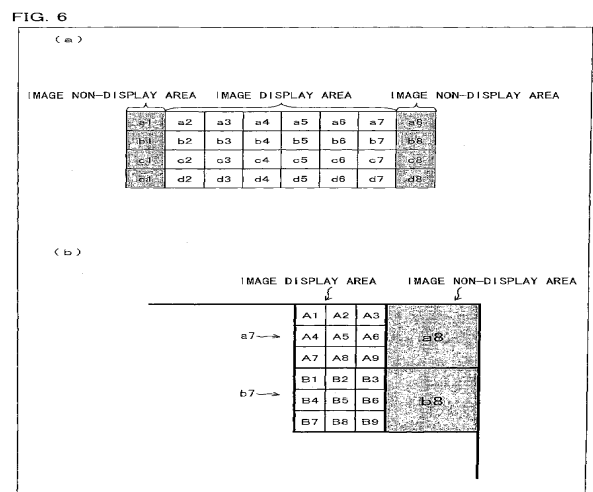 FIG. 6
(a)
IMAGE NON-DISPLAY AREA IMAGE DISPLAY AREA IMAGE NON-DISPLAY AREA
a1 a2 a3 a4 a5 a6 a7 a8
b1 b2 b3 b4 b5 b6 b7 b8
c1 c2 c3 c4 c5 c6 c7 c8
d1 d2 d3 d4 d5 d6 d7 d8
(b)
IMAGE DISPLAY AREA IMAGE NON-DISPLAY AREA
A1 A2 A3
a7 A4 A5 A6 a8
A7 A8 A9
B1 B2 B3
b7 B4 B5 B6 b8
B7 B8 B9